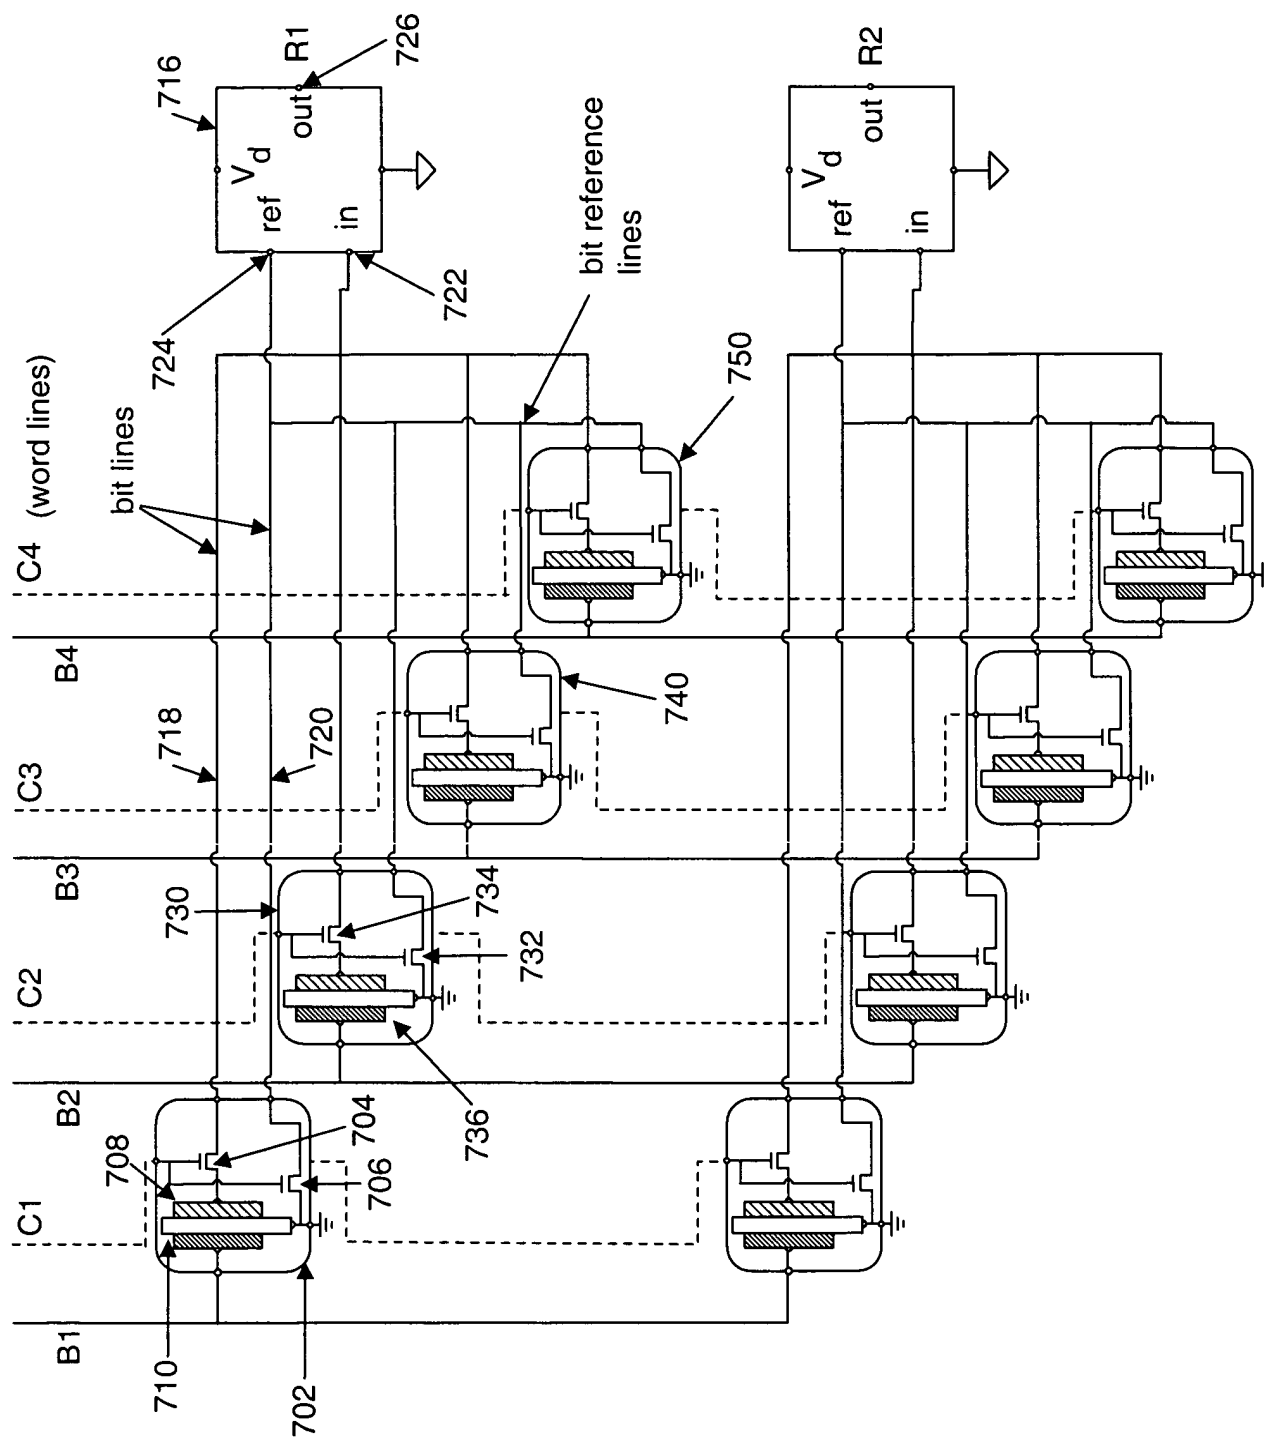 C4 (word lines)
716
R1
726
bit lines
V
d
out
ref
in
724
722
bit reference
lines
750
B4
C3
718
720
740
B3
C2
730
734
732
736
B2
C1
708
704
706
710
702
B1
R2
V
d
out
ref
in